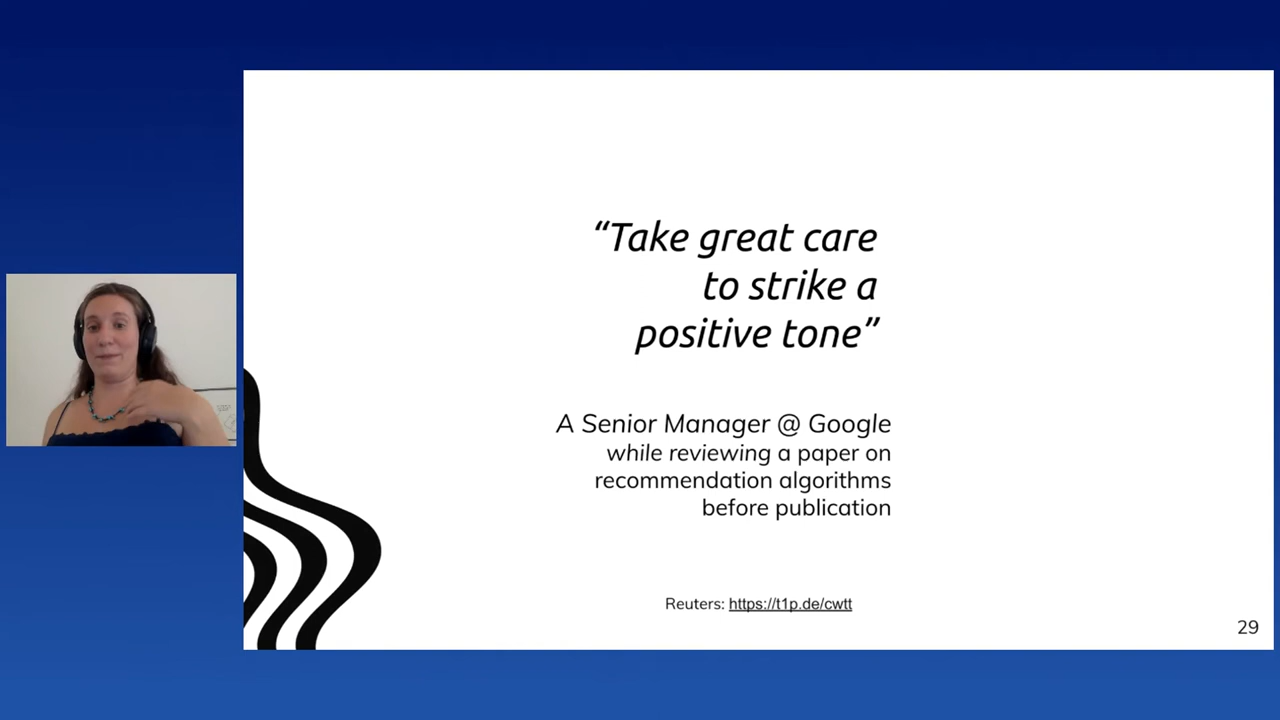 “Take great care
to strike a
positive tone”
A Senior Manager @ Google
while reviewing a paper on
recommendation algorithms
before publication
Reuters: https://t1p.de/cwtt
29